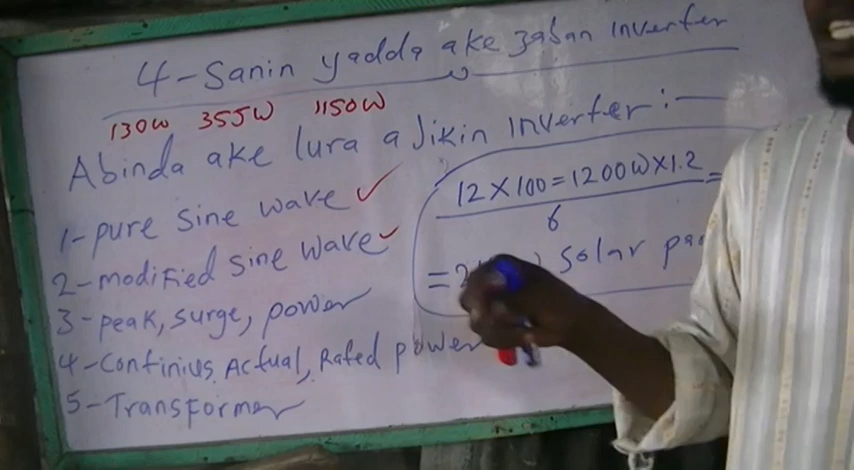 4-Sanin yadda ake zaban inverter
130W 355W 1150W
Abinda ake lura a Jikin inverter:-
1-pure sine wave ✓
2-modified sine wave ✓
3-peak, surge, power
4-Continius, Actual, Rated power
5-Transformer
12 X 100 = 1200W X 1.2 =
6
= 2
solar